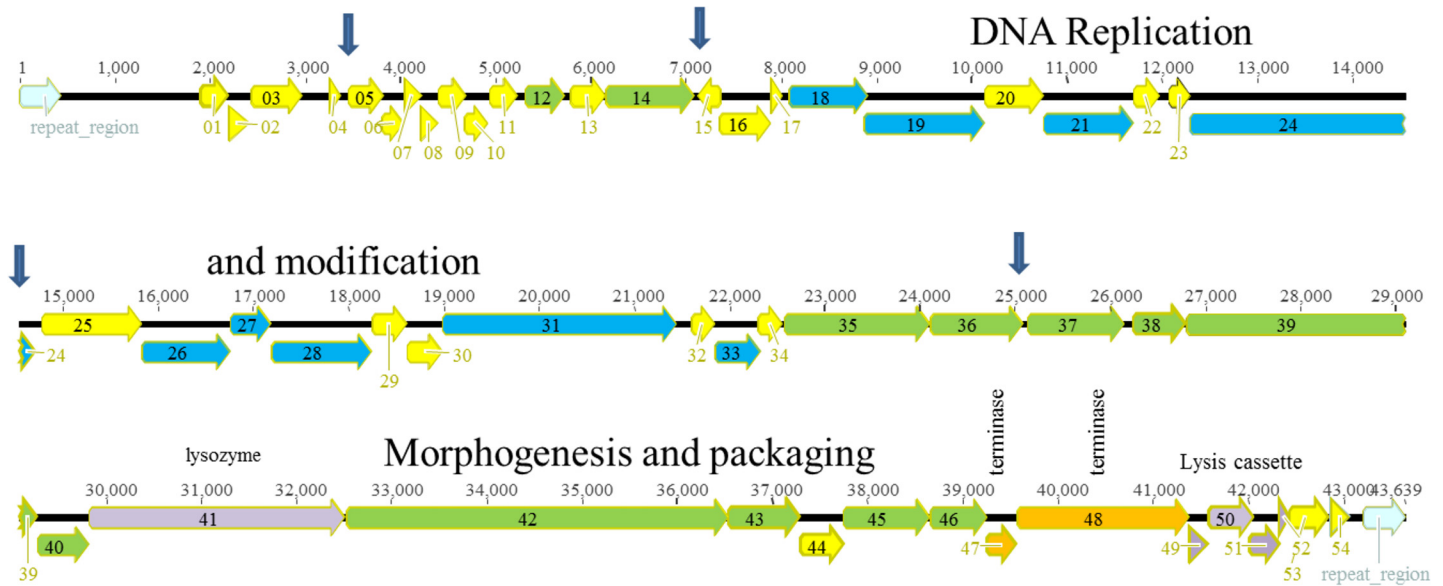 DNA Replication
1 1,000 2,000 3,000 4,000 5,000 6,000 7,000 8,000 9,000 10,000 11,000 12,000 13,000 14,000
03 05 12 14 18 20
repeat_region 01 02 04 06 11 13 15 16 17 19 21 22 24
07 08 09 10 23
and modification
15,000 16,000 17,000 18,000 19,000 20,000 21,000 22,000 23,000 24,000 25,000 26,000 27,000 28,000 29,000
25 27 31 35 36 37 38 39
24 26 28 30 32 33 34
29
terminase
terminase
lysozyme
Morphogenesis and packaging
Lysis cassette
30,000 31,000 32,000 33,000 34,000 35,000 36,000 37,000 38,000 39,000 40,000 41,000 42,000 43,000 43,639
41 42 43 45 46 48 50
40 44 47 49 51 52 54
39 53 repeat_region